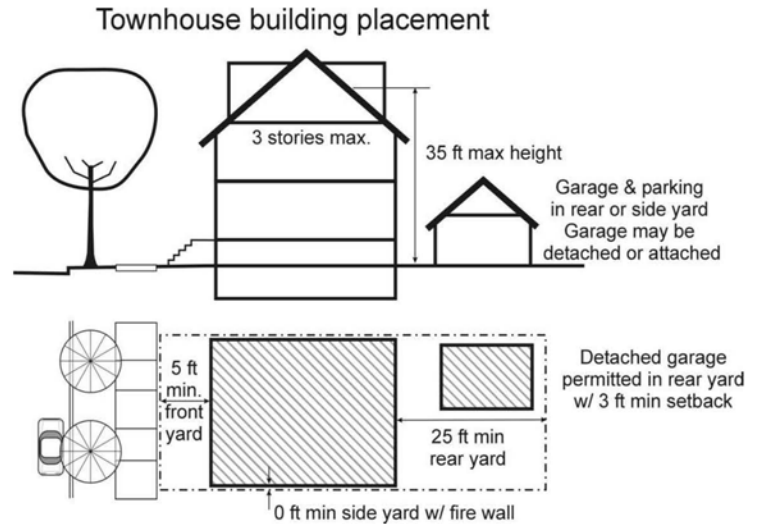 Townhouse building placement
3 stories max.
35 ft max height
Garage & parking
in rear or side yard
Garage may be
detached or attached
5 ft
min.
front
yard
25 ft min
rear yard
Detached garage
permitted in rear yard
w/ 3 ft min setback
0 ft min side yard w/ fire wall